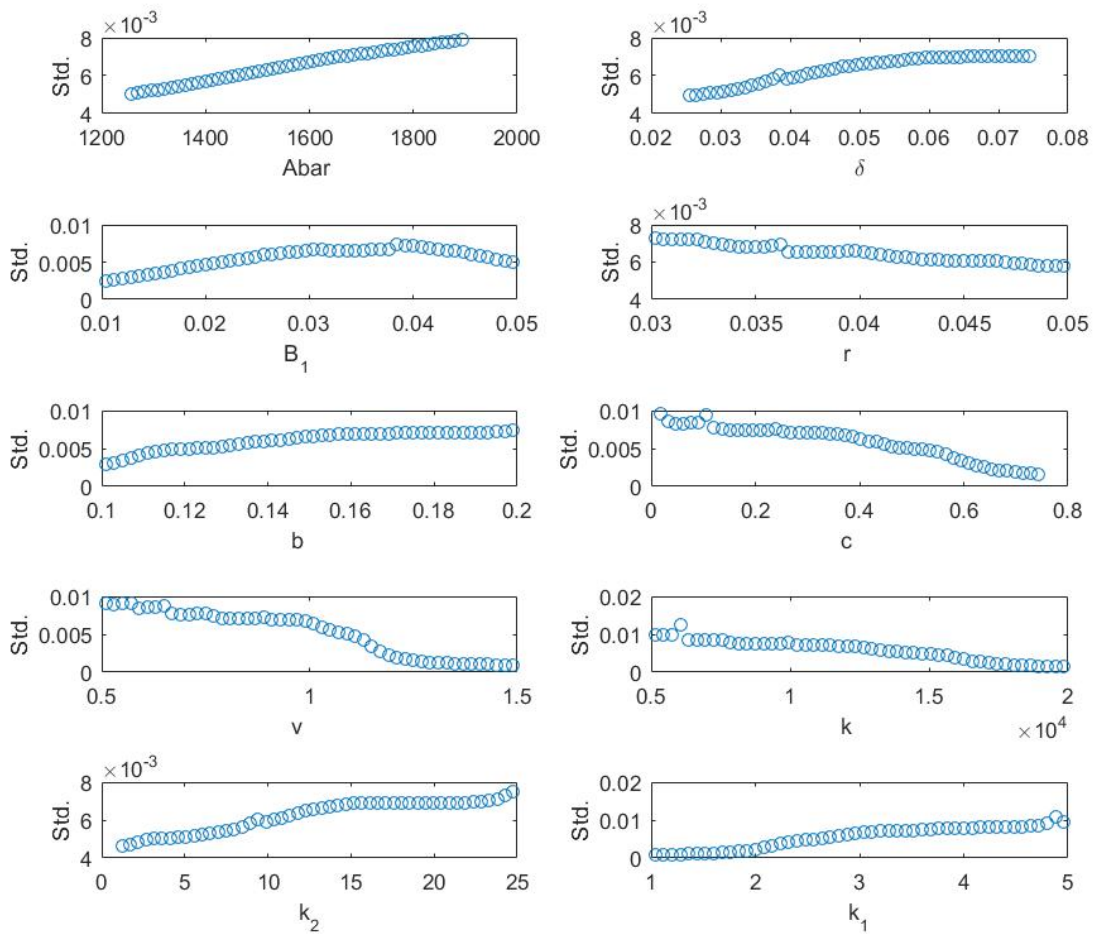 ×10⁻³
8
6
4
Std.
1200 1400 1600 1800 2000
Abar
×10⁻³
8
6
4
Std.
0.02 0.03 0.04 0.05 0.06 0.07 0.08
δ
0.01
0.005
0
Std.
0.01 0.02 0.03 0.04 0.05
B₁
×10⁻³
8
6
4
Std.
0.03 0.035 0.04 0.045 0.05
r
0.01
0.005
0
Std.
0.1 0.12 0.14 0.16 0.18 0.2
b
0.01
0.005
0
Std.
0 0.2 0.4 0.6 0.8
c
0.01
0.005
0
Std.
0.5 1 1.5
v
0.02
0.01
0
Std.
0.5 1 1.5 2
k
×10⁴
×10⁻³
8
6
4
Std.
0 5 10 15 20 25
k₂
0.02
0.01
0
Std.
1 2 3 4 5
k₁